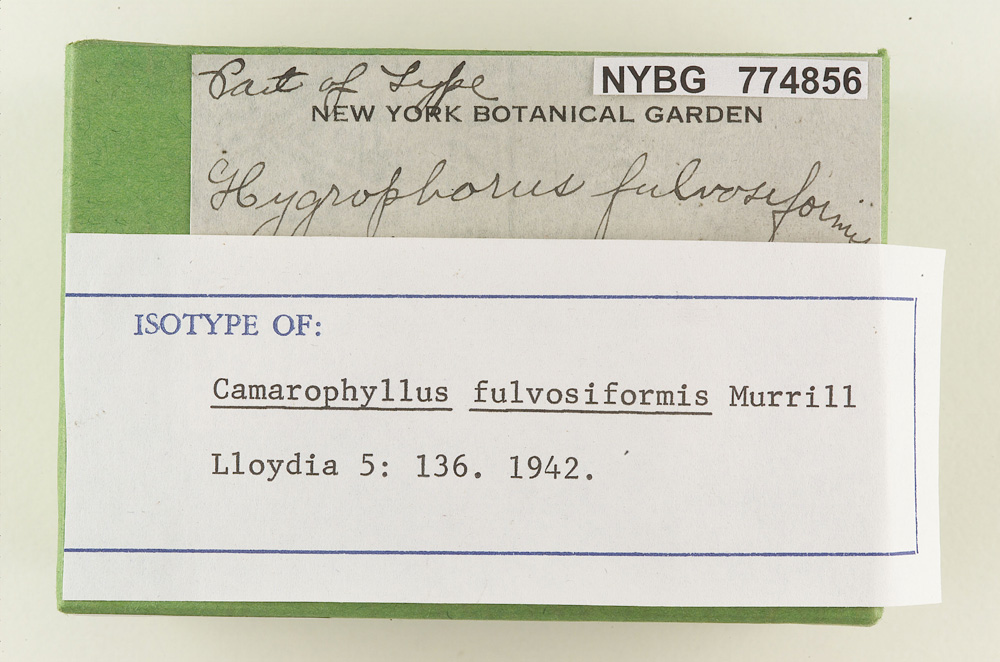 Part of Type
NYBG 774856
NEW YORK BOTANICAL GARDEN
Hygrophorus fulvosiformis
ISOTYPE OF:
Camarophyllus fulvosiformis Murrill
Lloydia 5: 136. 1942.